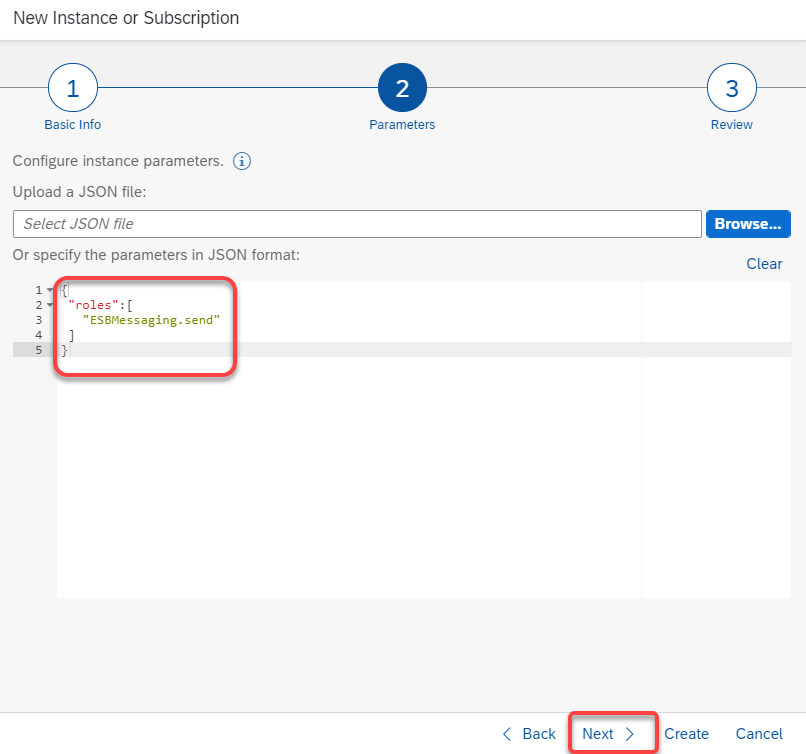 New Instance or Subscription
1
2
3
Basic Info
Parameters
Review
Configure instance parameters.
Upload a JSON file:
Select JSON file
Browse...
Or specify the parameters in JSON format:
Clear
1 {
2 "roles":[
3 "ESBMessaging.send"
4 ]
5 }
Back
Next
Create
Cancel